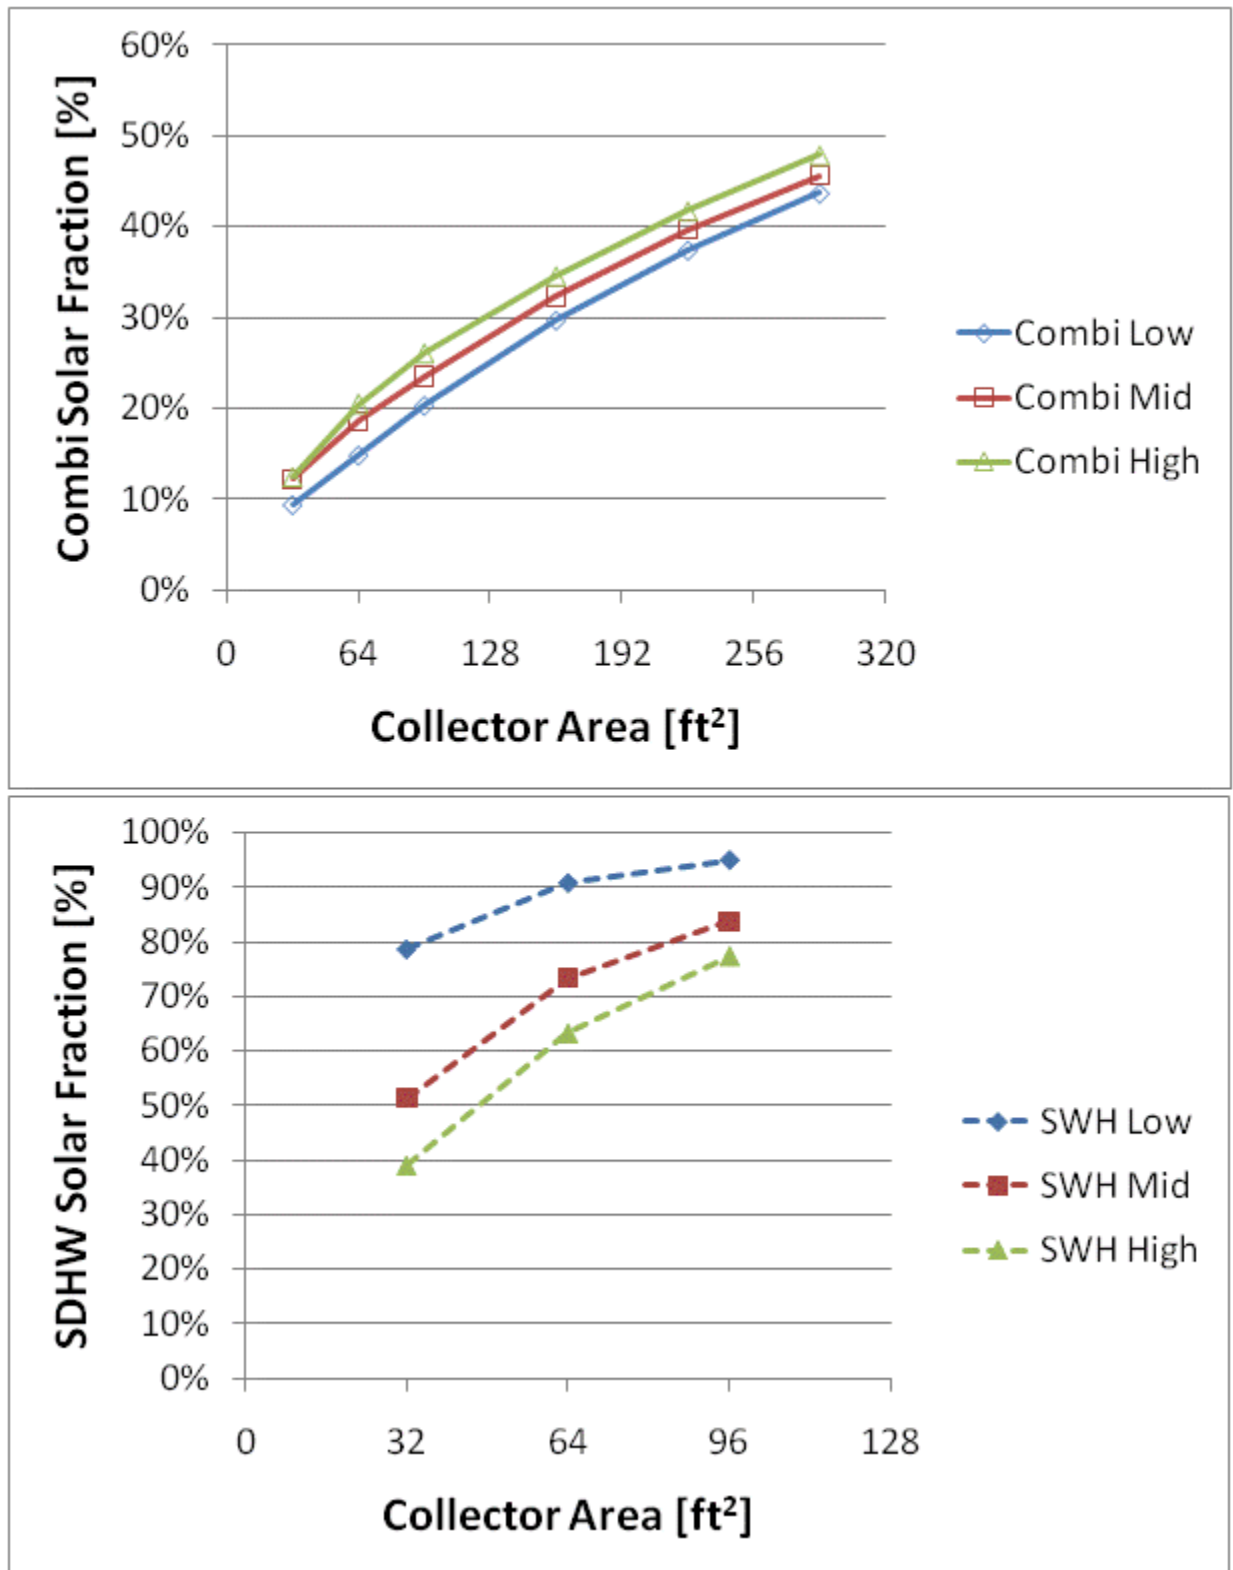 60%
50%
40%
30%
20%
10%
0%
Combi Solar Fraction [%]
0 64 128 192 256 320
Collector Area [ft²]
Combi Low
Combi Mid
Combi High
100%
90%
80%
70%
60%
50%
40%
30%
20%
10%
0%
SDHW Solar Fraction [%]
0 32 64 96 128
Collector Area [ft²]
SWH Low
SWH Mid
SWH High